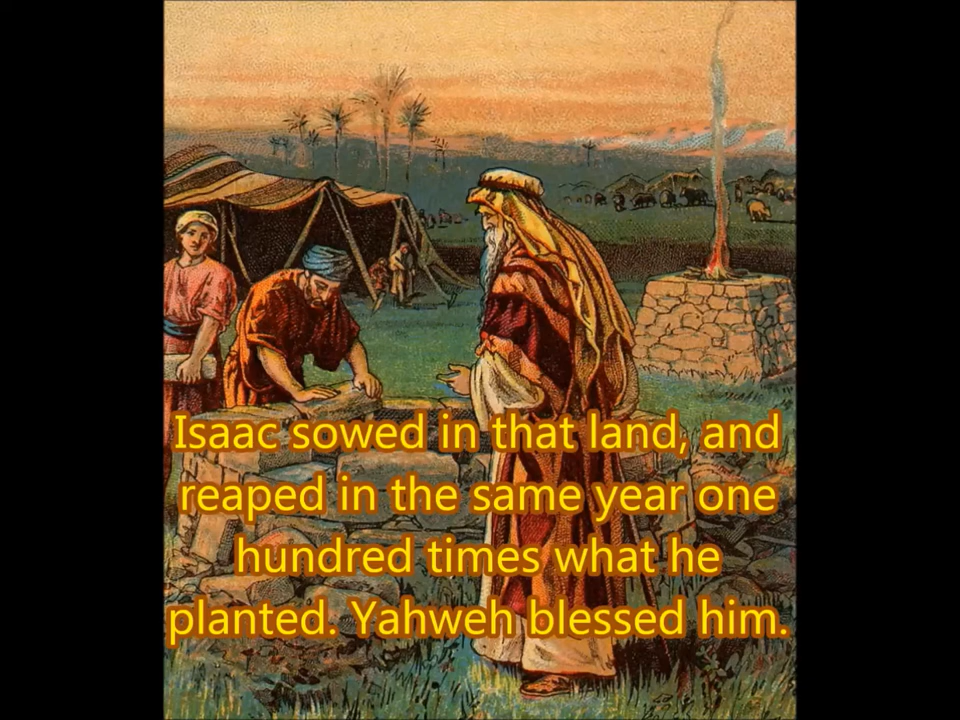 Isaac sowed in that land, and
reaped in the same year one
hundred times what he
planted. Yahweh blessed him.